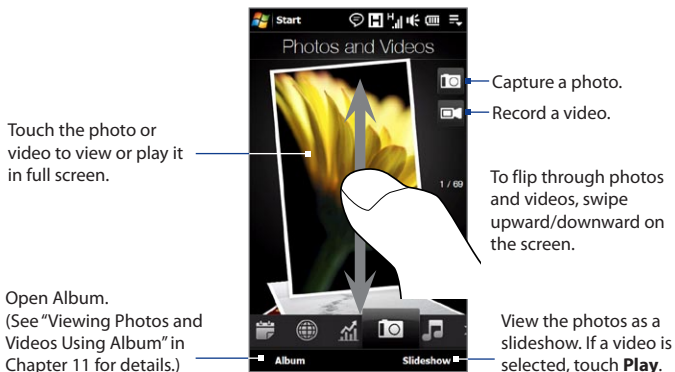 Start
Photos and Videos
Capture a photo.
Record a video.
Touch the photo or
video to view or play it
in full screen.
1 / 69
To flip through photos
and videos, swipe
upward/downward on
the screen.
Open Album.
(See “Viewing Photos and
Videos Using Album” in
Chapter 11 for details.)
Album
Slideshow
View the photos as a
slideshow. If a video is
selected, touch Play.